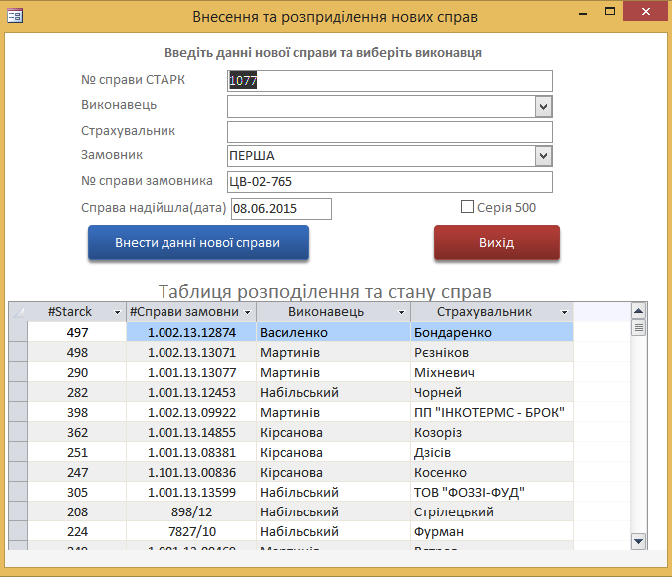 Внесення та розприділення нових справ
Введіть данні нової справи та виберіть виконавця
№ справи СТАРК 1077
Виконавець
Страхувальник
Замовник ПЕРША
№ справи замовника ЦВ-02-765
Справа надійшла(дата) 08.06.2015 Серія 500
Внести данні нової справи Вихід
Таблиця розподілення та стану справ
#Starck #Справи замовни Виконавець Страхувальник
497 1.002.13.12874 Василенко Бондаренко
498 1.002.13.13071 Мартинів Рєзніков
290 1.001.13.13077 Мартинів Міхневич
282 1.001.13.12453 Набільський Чорней
398 1.002.13.09922 Мартинів ПП "ІНКОТЕРМС - БРОК"
362 1.001.13.14855 Кірсанова Козоріз
251 1.001.13.08381 Кірсанова Дзісів
247 1.101.13.00836 Кірсанова Косенко
305 1.001.13.13599 Набільський ТОВ "ФОЗЗІ-ФУД"
208 898/12 Набільський Стрілецький
224 7827/10 Набільський Фурман